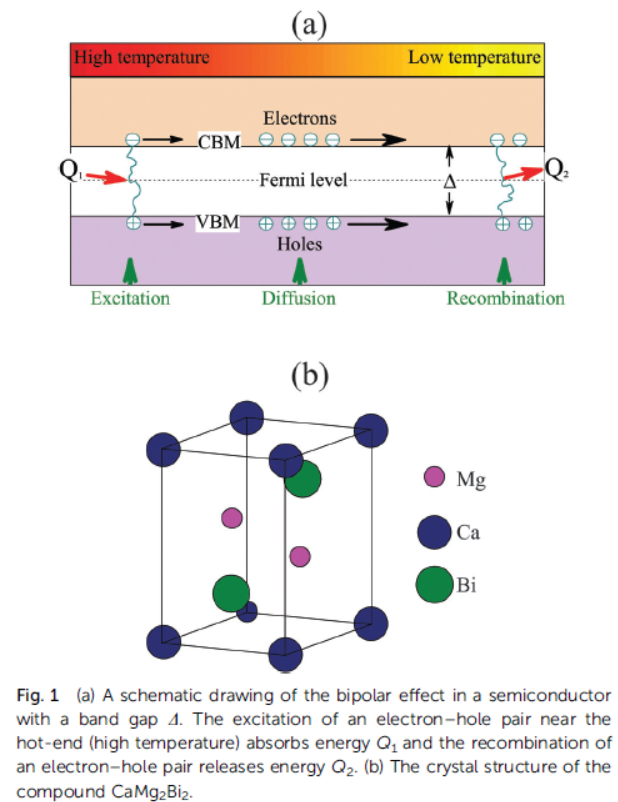 (a)
High temperature Low temperature
Electrons
CBM
Q₁ Fermi level Δ Q₂
VBM
Holes
Excitation Diffusion Recombination
(b)
Mg
Ca
Bi
Fig. 1 (a) A schematic drawing of the bipolar effect in a semiconductor
with a band gap Δ. The excitation of an electron–hole pair near the
hot-end (high temperature) absorbs energy Q₁ and the recombination of
an electron–hole pair releases energy Q₂. (b) The crystal structure of the
compound CaMg₂Bi₂.